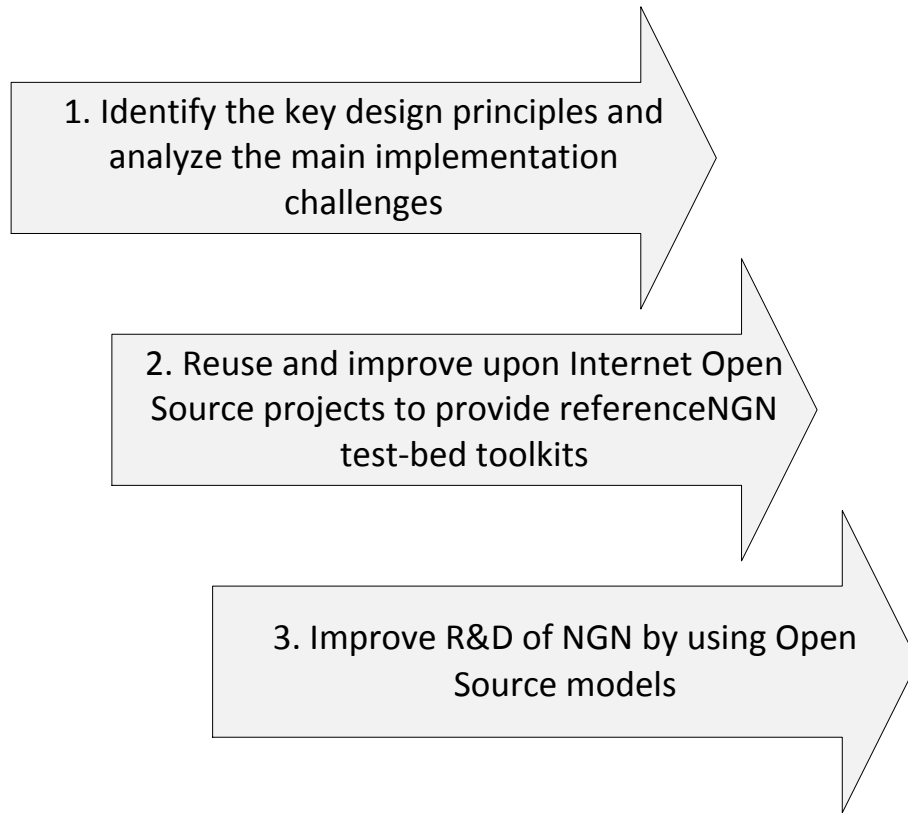 1. Identify the key design principles and
analyze the main implementation
challenges
2. Reuse and improve upon Internet Open
Source projects to provide referenceNGN
test-bed toolkits
3. Improve R&D of NGN by using Open
Source models